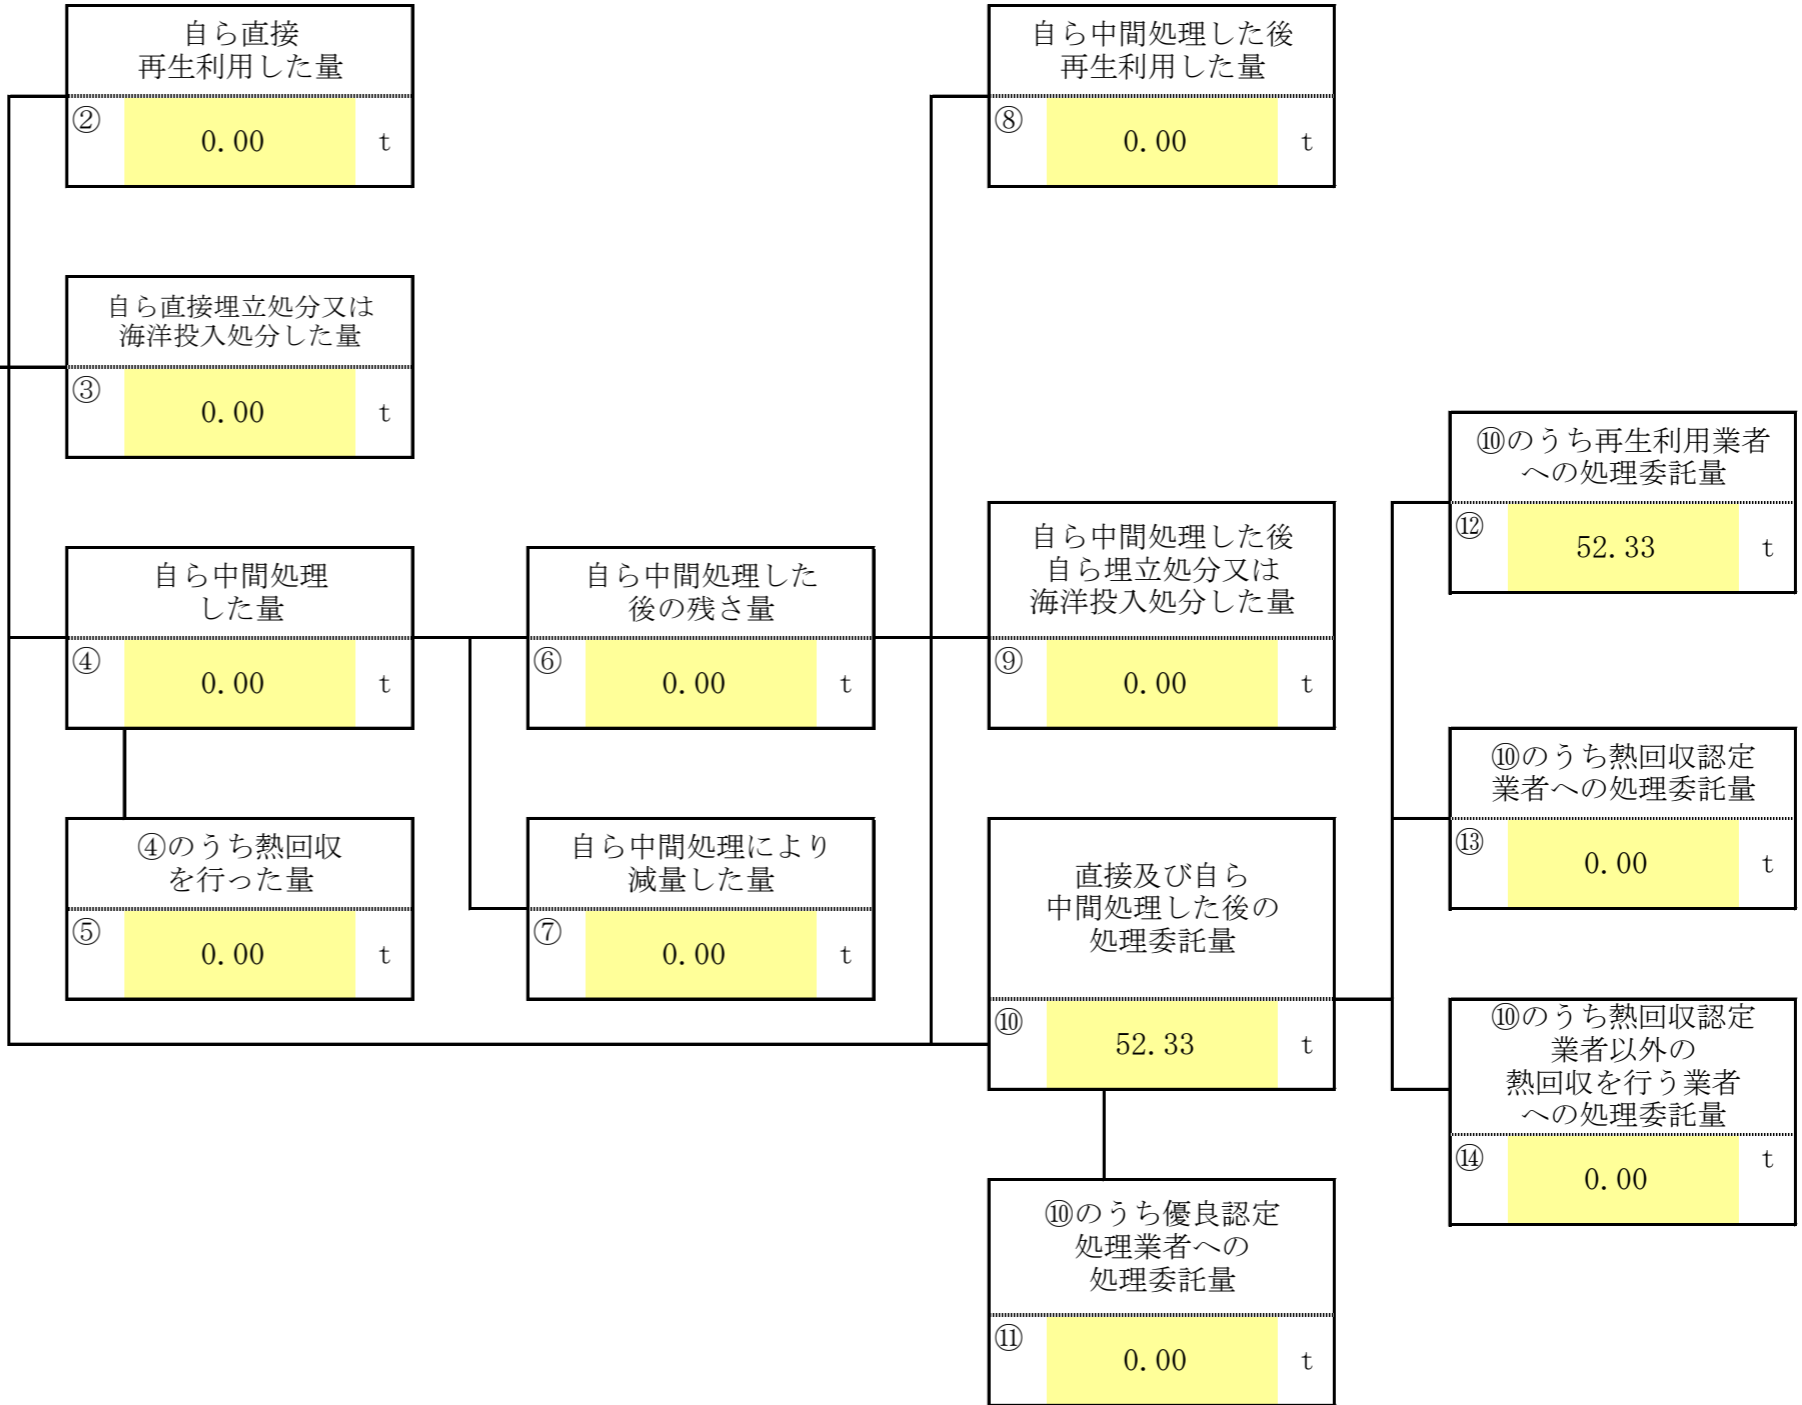 自ら直接
再生利用した量
②
0.00
t
自ら中間処理した後
再生利用した量
⑧
0.00
t
自ら直接埋立処分又は
海洋投入処分した量
③
0.00
t
⑩のうち再生利用業者
への処理委託量
⑫
52.33
t
自ら中間処理
した量
④
0.00
t
自ら中間処理した
後の残さ量
⑥
0.00
t
自ら中間処理した後
自ら埋立処分又は
海洋投入処分した量
⑨
0.00
t
⑩のうち熱回収認定
業者への処理委託量
⑬
0.00
t
④のうち熱回収
を行った量
⑤
0.00
t
自ら中間処理により
減量した量
⑦
0.00
t
直接及び自ら
中間処理した後の
処理委託量
⑩
52.33
t
⑩のうち熱回収認定
業者以外の
熱回収を行う業者
への処理委託量
⑭
0.00
t
⑩のうち優良認定
処理業者への
処理委託量
⑪
0.00
t